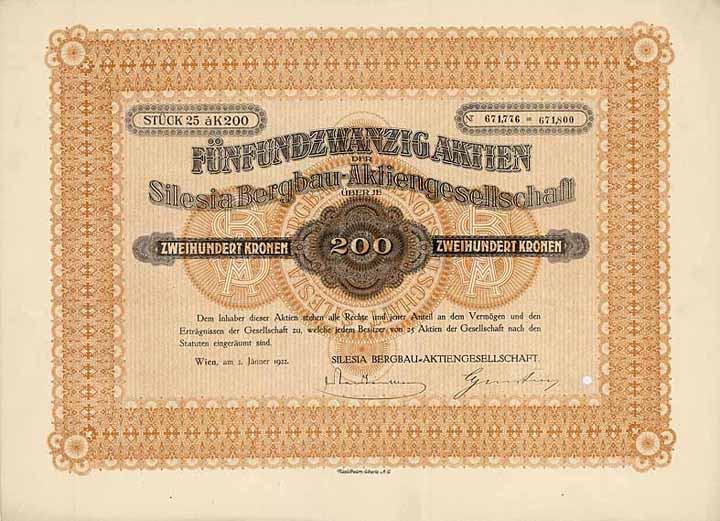 STÜCK 25 à K 200
Nr 671,776 = 671,800
FÜNFUNDZWANZIG AKTIEN
DER
Silesia Bergbau-Aktiengesellschaft
ÜBER JE
ZWEIHUNDERT KRONEN 200 ZWEIHUNDERT KRONEN
Dem Inhaber dieser Aktien stehen alle Rechte und jener Anteil an dem Vermögen und den
Erträgnissen der Gesellschaft zu, welche jedem Besitzer von 25 Aktien der Gesellschaft nach den
Statuten eingeräumt sind.
Wien, am 2. Jänner 1922. SILESIA BERGBAU-AKTIENGESELLSCHAFT.